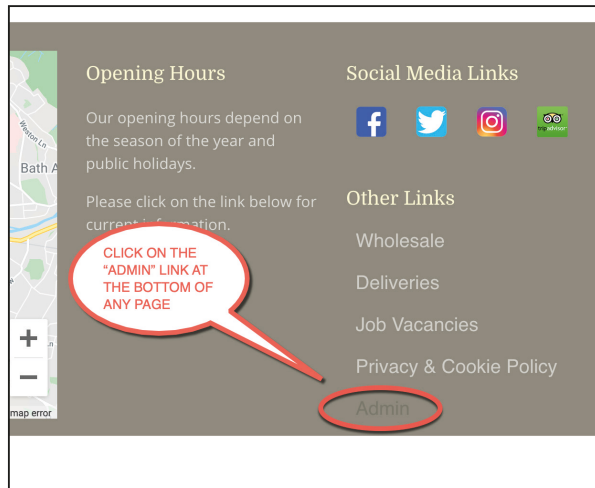 Opening Hours
Our opening hours depend on
the season of the year and
public holidays.
Please click on the link below for
current information.
CLICK ON THE
“ADMIN” LINK AT
THE BOTTOM OF
ANY PAGE
Social Media Links
tripadvisor
Other Links
Wholesale
Deliveries
Job Vacancies
Privacy & Cookie Policy
Admin
Weston Ln
Bath A
+
−
map error